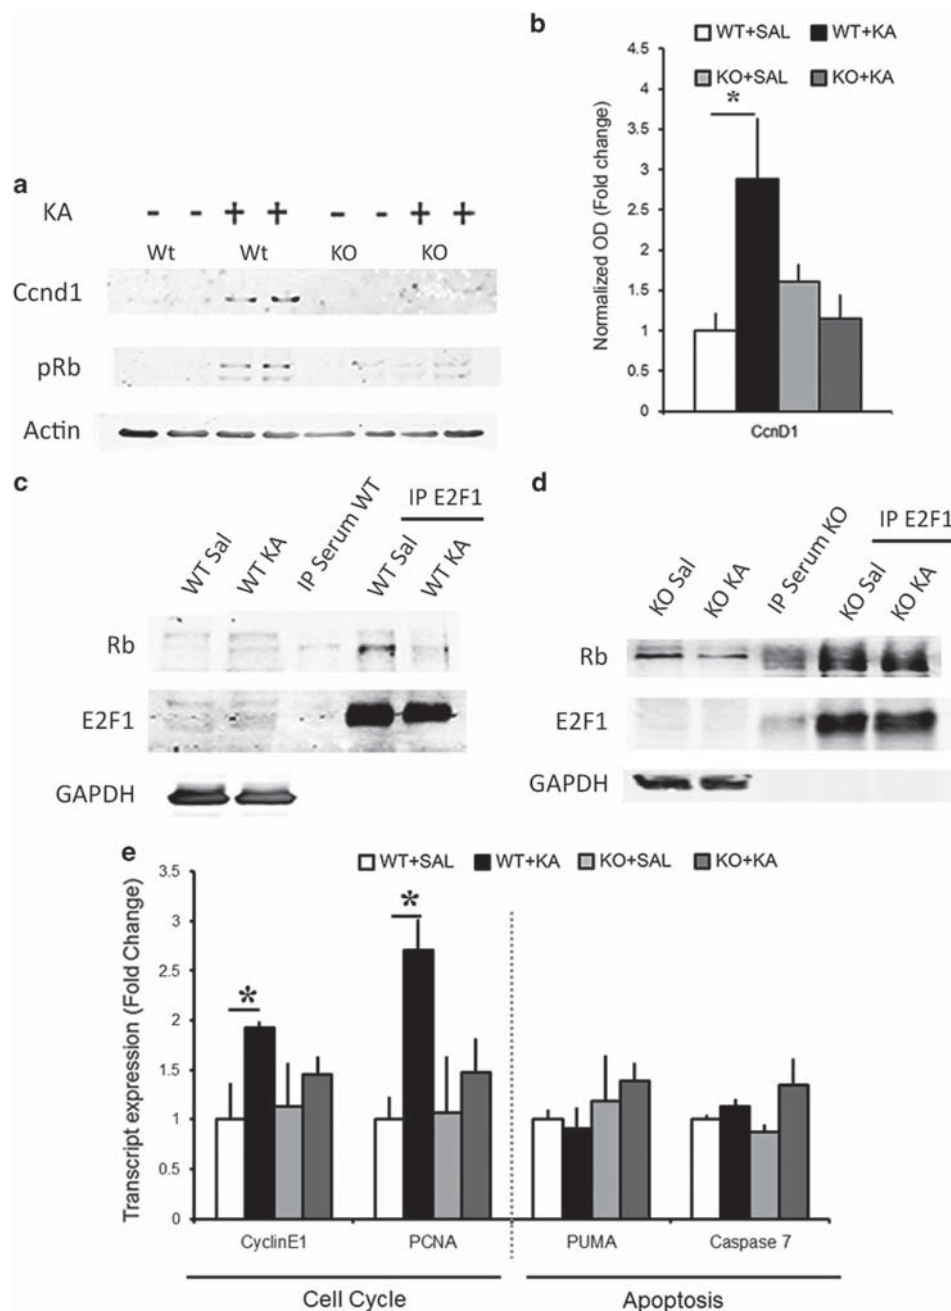 a
KA - - + + - - + +
Wt Wt KO KO
Ccnd1
pRb
Actin
b
WT+SAL WT+KA
KO+SAL KO+KA
Normalized OD (Fold change)
4.5
4
3.5
3
2.5
2
1.5
1
0.5
0
*
CcnD1
c
WT Sal WT KA IP Serum WT WT Sal WT KA
IP E2F1
Rb
E2F1
GAPDH
d
KO Sal KO KA IP Serum KO KO Sal KO KA
IP E2F1
Rb
E2F1
GAPDH
e
WT+SAL WT+KA KO+SAL KO+KA
Transcript expression (Fold Change)
3.5
3
2.5
2
1.5
1
0.5
0
* *
CyclinE1 PCNA PUMA Caspase 7
Cell Cycle Apoptosis